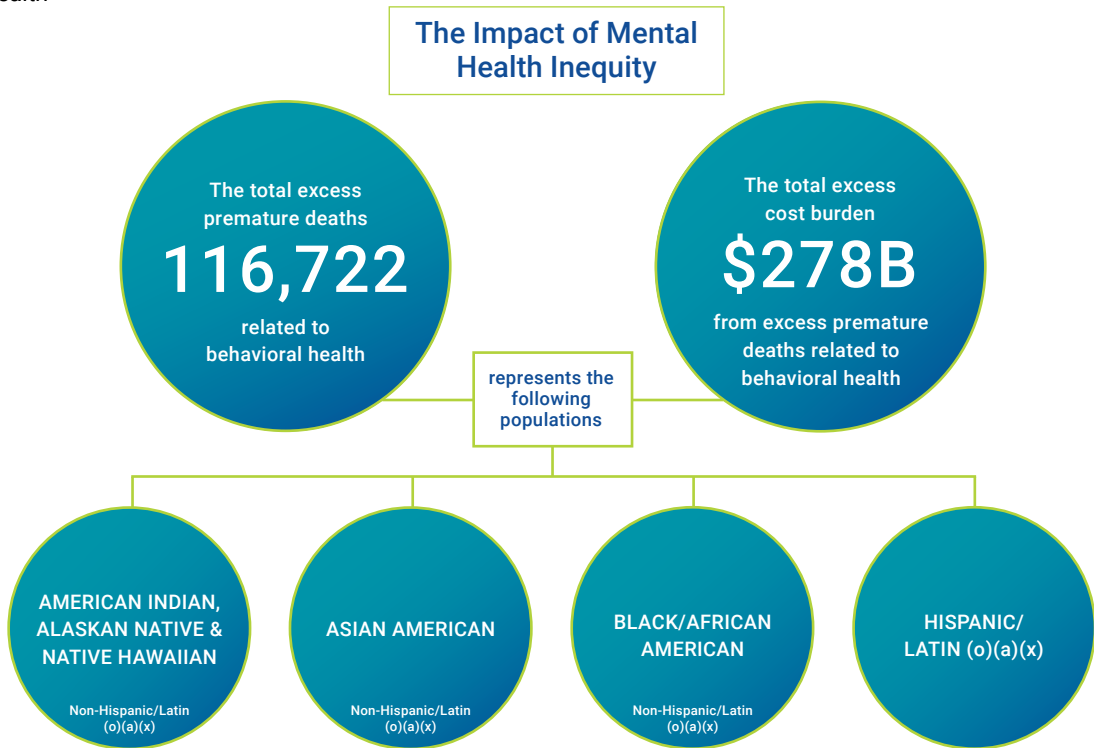 The Impact of Mental
Health Inequity
The total excess
premature deaths
116,722
related to
behavioral health
The total excess
cost burden
$278B
from excess premature
deaths related to
behavioral health
represents the
following
populations
AMERICAN INDIAN,
ALASKAN NATIVE &
NATIVE HAWAIIAN
Non-Hispanic/Latin
(o)(a)(x)
ASIAN AMERICAN
Non-Hispanic/Latin
(o)(a)(x)
BLACK/AFRICAN
AMERICAN
Non-Hispanic/Latin
(o)(a)(x)
HISPANIC/
LATIN (o)(a)(x)